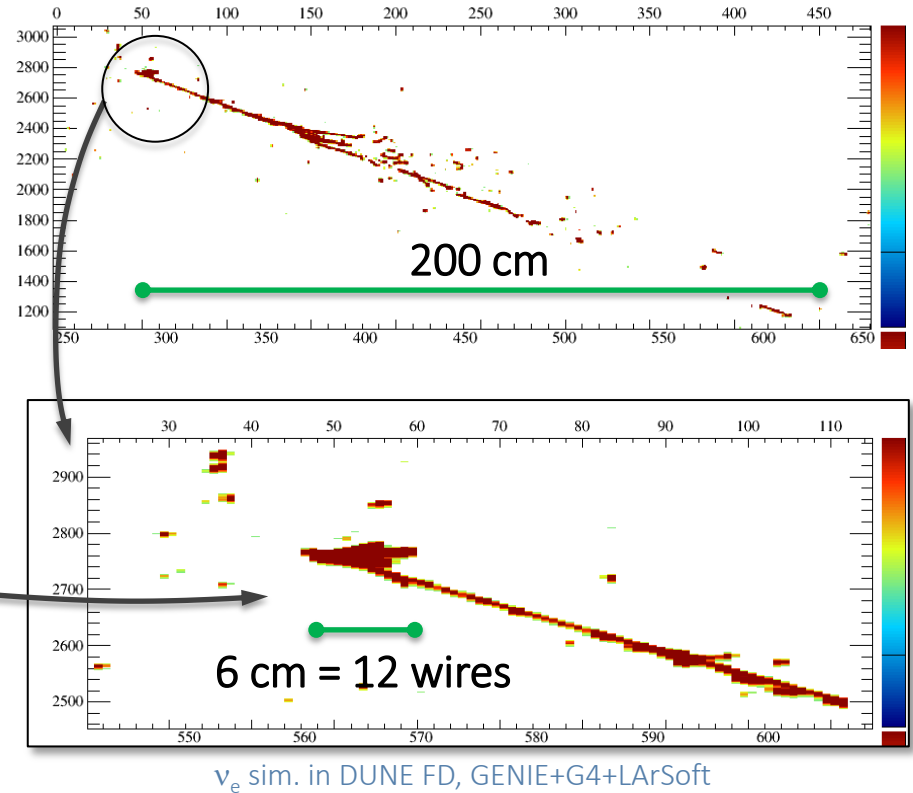 0 50 100 150 200 250 300 350 400 450
3000
2800
2600
2400
2200
2000
1800
1600
1400
1200
200 cm
250 300 350 400 450 500 550 600 650
30 40 50 60 70 80 90 100 110
2900
2800
2700
2600
2500
6 cm = 12 wires
550 560 570 580 590 600
νe sim. in DUNE FD, GENIE+G4+LArSoft